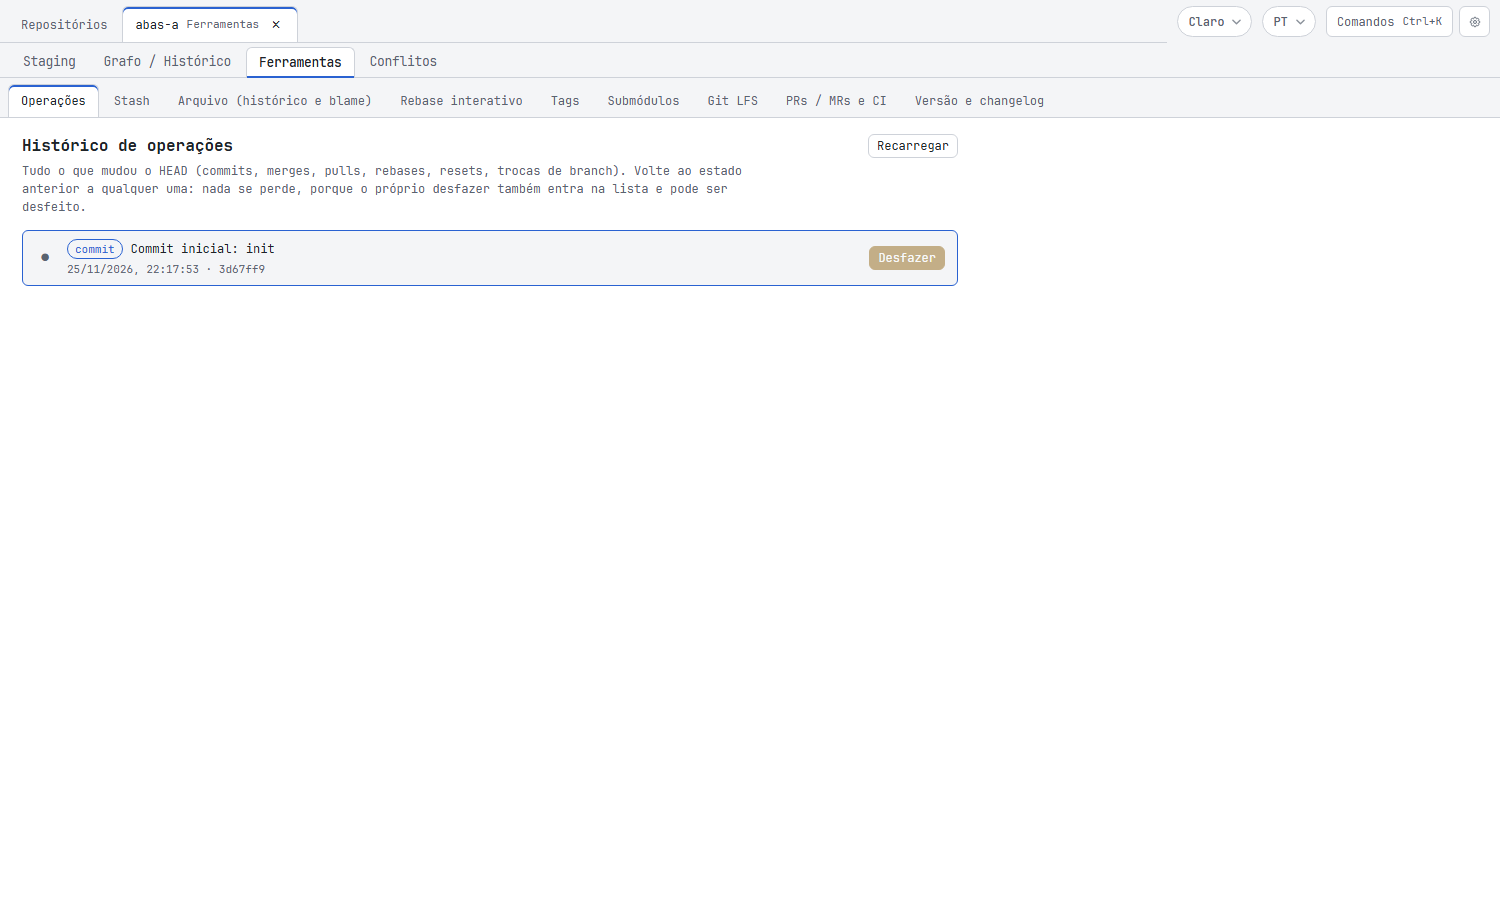 Repositórios
abas-a Ferramentas ×
Claro
PT
Comandos Ctrl+K
Staging
Grafo / Histórico
Ferramentas
Conflitos
Operações
Stash
Arquivo (histórico e blame)
Rebase interativo
Tags
Submódulos
Git LFS
PRs / MRs e CI
Versão e changelog
Histórico de operações
Recarregar
Tudo o que mudou o HEAD (commits, merges, pulls, rebases, resets, trocas de branch). Volte ao estado
anterior a qualquer uma: nada se perde, porque o próprio desfazer também entra na lista e pode ser
desfeito.
commit Commit inicial: init
25/11/2026, 22:17:53 · 3d67ff9
Desfazer